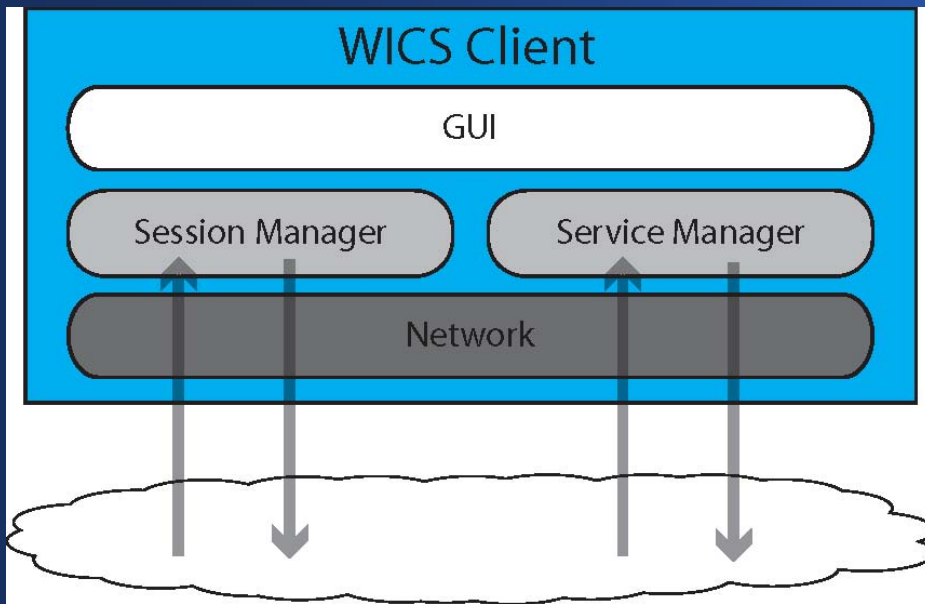 WICS Client
GUI
Session Manager
Service Manager
Network